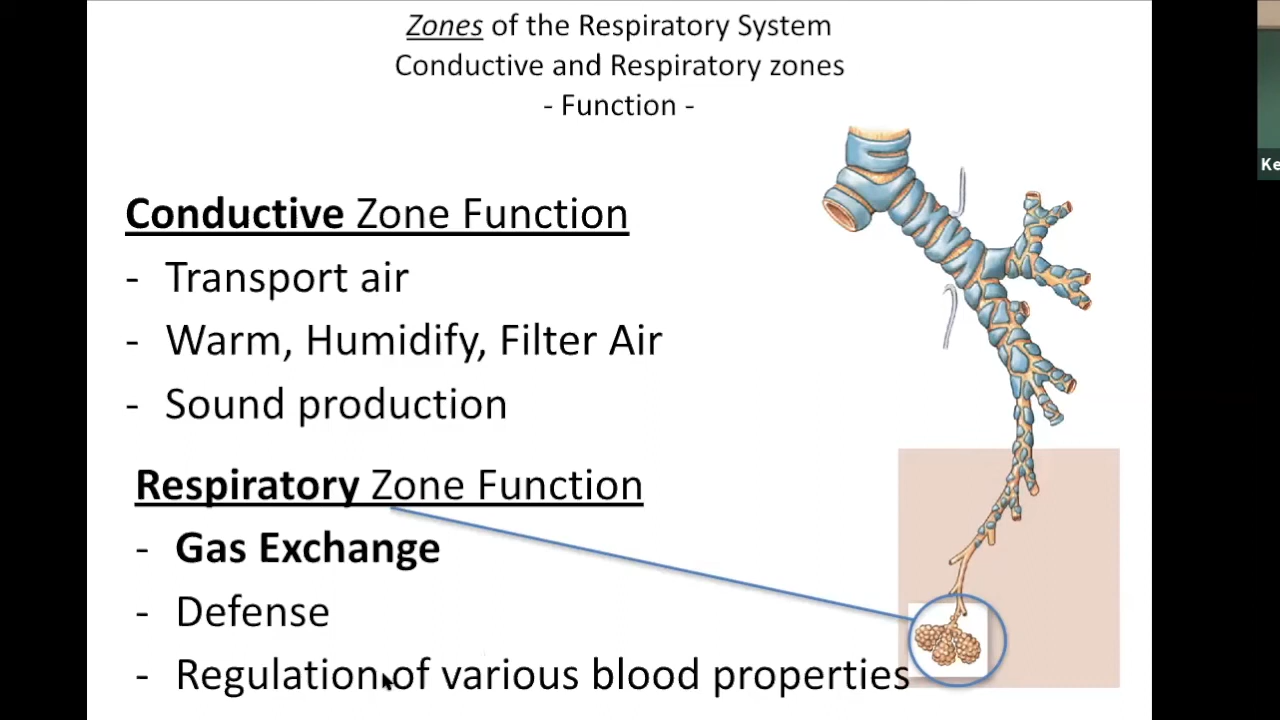 Zones of the Respiratory System
Conductive and Respiratory zones
- Function -
Conductive Zone Function
- Transport air
- Warm, Humidify, Filter Air
- Sound production
Respiratory Zone Function
- Gas Exchange
- Defense
- Regulation of various blood properties
Ke